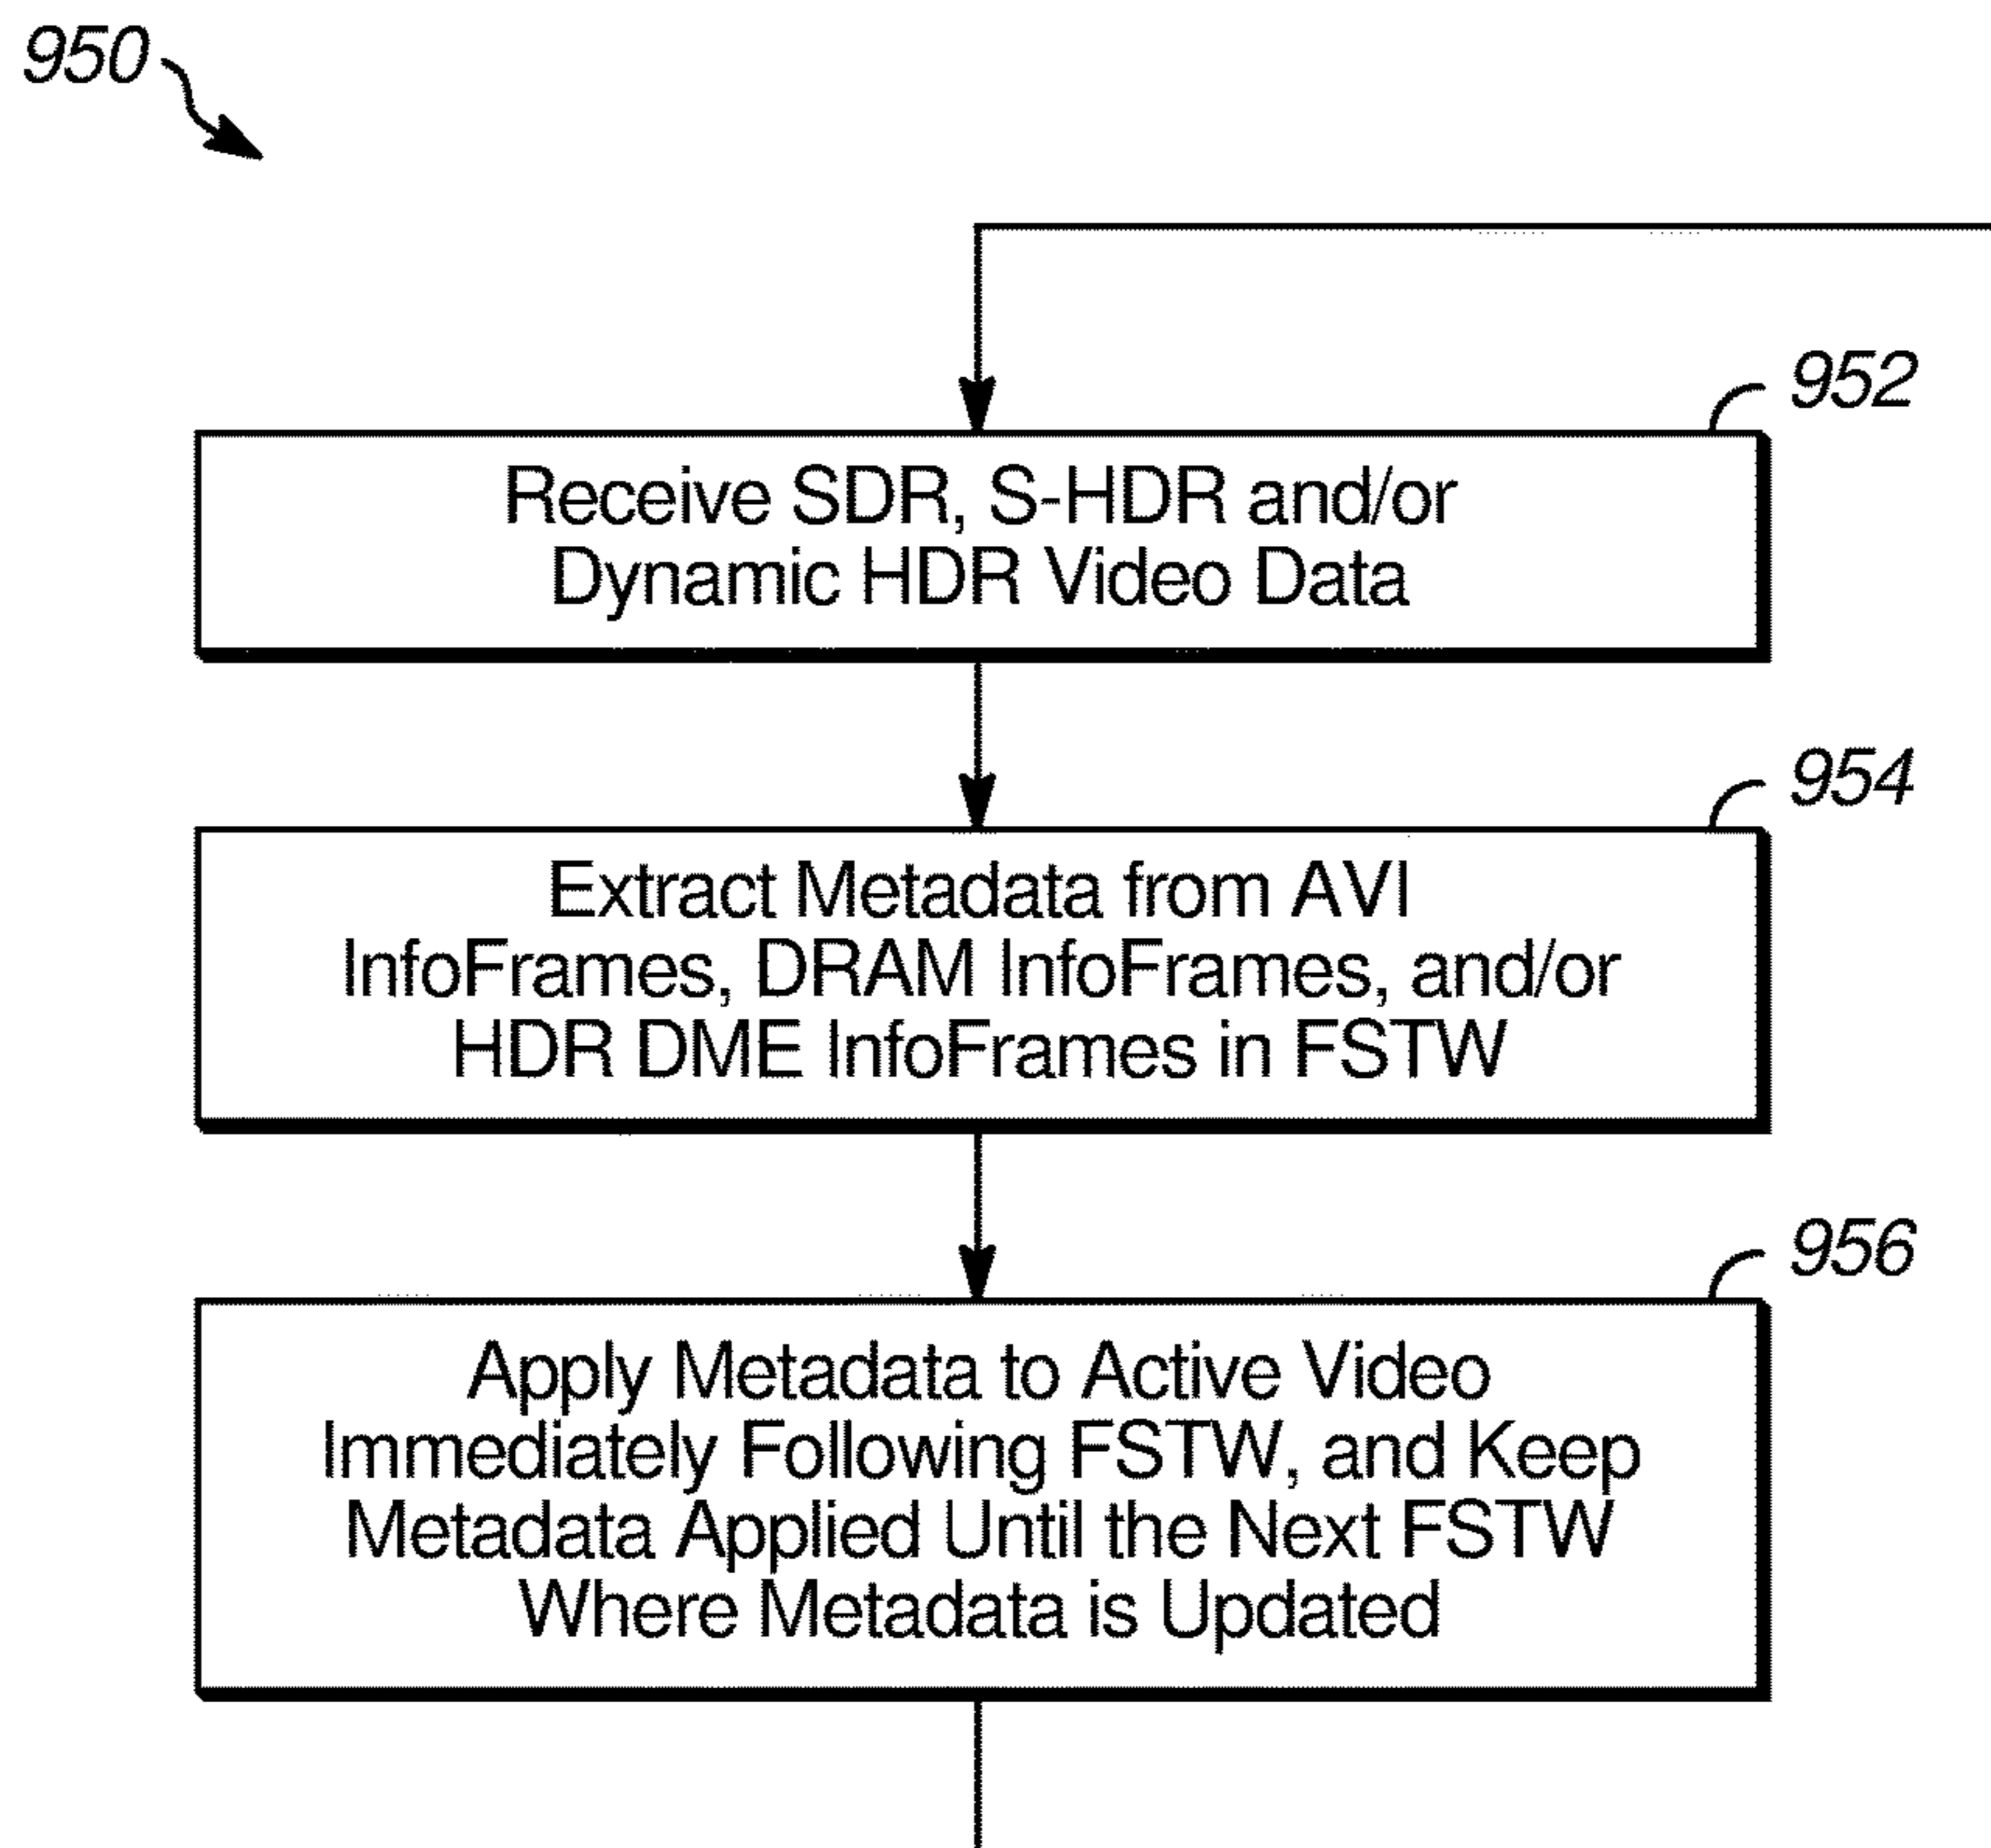 950
952
Receive SDR, S-HDR and/or
Dynamic HDR Video Data
954
Extract Metadata from AVI
InfoFrames, DRAM InfoFrames, and/or
HDR DME InfoFrames in FSTW
956
Apply Metadata to Active Video
Immediately Following FSTW, and Keep
Metadata Applied Until the Next FSTW
Where Metadata is Updated